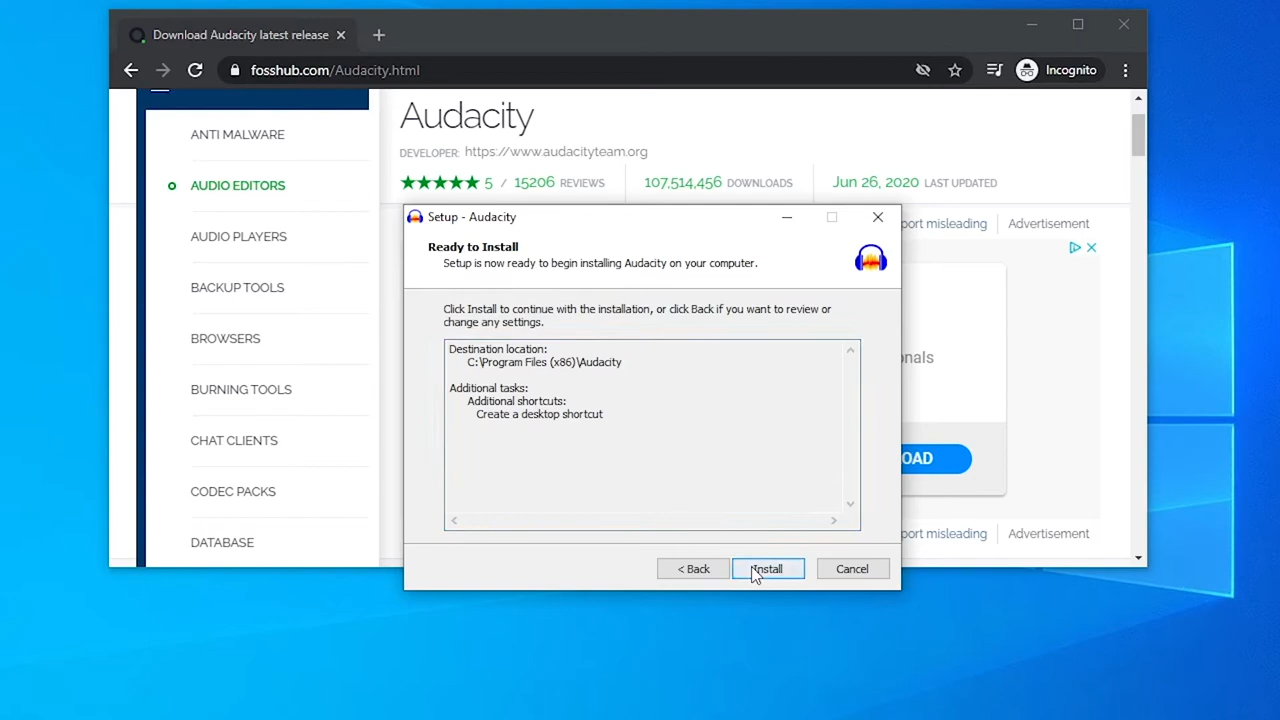 Download Audacity latest release
fosshub.com/Audacity.html
Incognito
ANTI MALWARE
AUDIO EDITORS
AUDIO PLAYERS
BACKUP TOOLS
BROWSERS
BURNING TOOLS
CHAT CLIENTS
CODEC PACKS
DATABASE
Audacity
DEVELOPER: https://www.audacityteam.org
5 / 15206 REVIEWS
107,514,456 DOWNLOADS
Jun 26, 2020 LAST UPDATED
misleading
Advertisement
Setup - Audacity
Ready to Install
Setup is now ready to begin installing Audacity on your computer.
Click Install to continue with the installation, or click Back if you want to review or
change any settings.
Destination location:
C:\Program Files (x86)\Audacity
Additional tasks:
Additional shortcuts:
Create a desktop shortcut
< Back
Install
Cancel
misleading
Advertisement